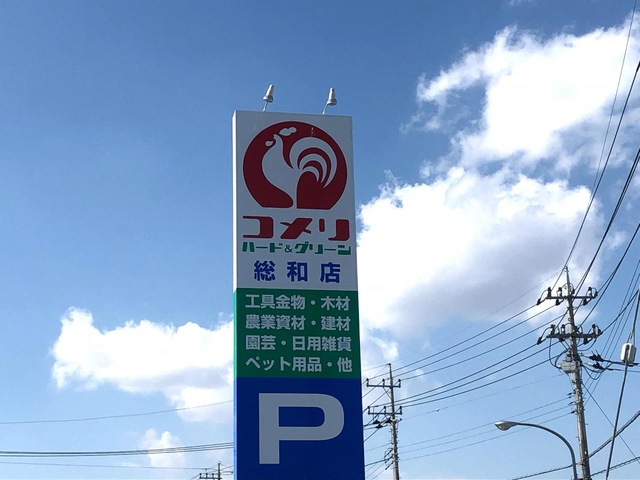 コメリ
ハード&グリーン
総和店
工具金物・木材
農業資材・建材
園芸・日用雑貨
ペット用品・他
P